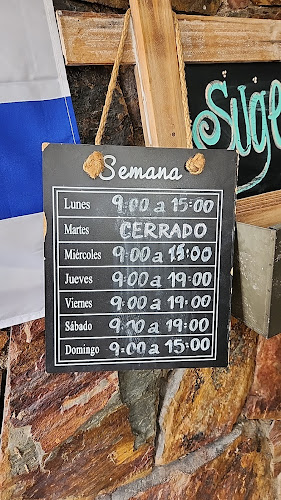 Suge
Semana
Lunes 9:00 a 15:00
Martes CERRADO
Miércoles 9:00 a 15:00
Jueves 9:00 a 19:00
Viernes 9:00 a 19:00
Sábado 9:00 a 19:00
Domingo 9:00 a 15:00